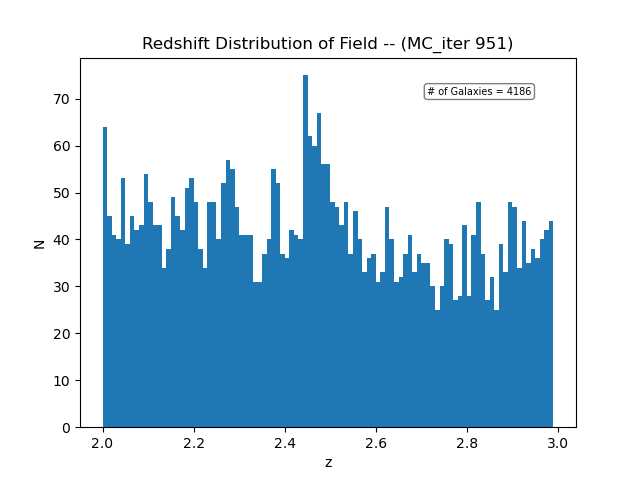 Redshift Distribution of Field -- (MC_iter 951)
# of Galaxies = 4186
N
70
60
50
40
30
20
10
0
2.0 2.2 2.4 2.6 2.8 3.0
z